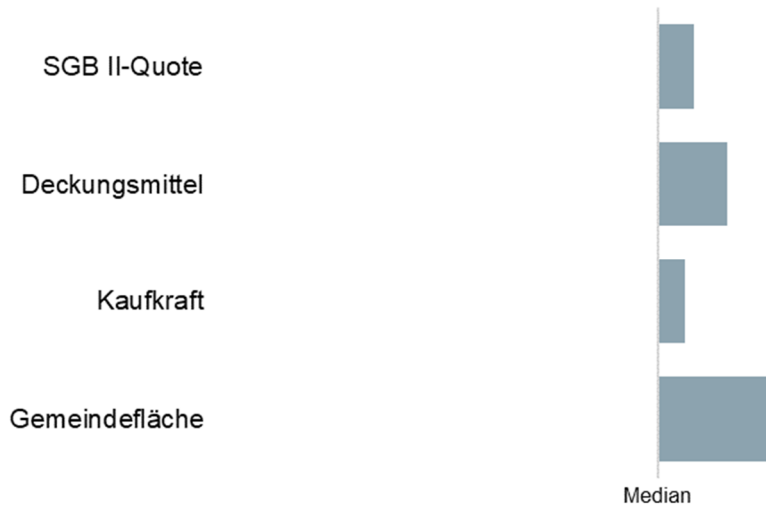 SGB II-Quote
Deckungsmittel
Kaufkraft
Gemeindefläche
Median